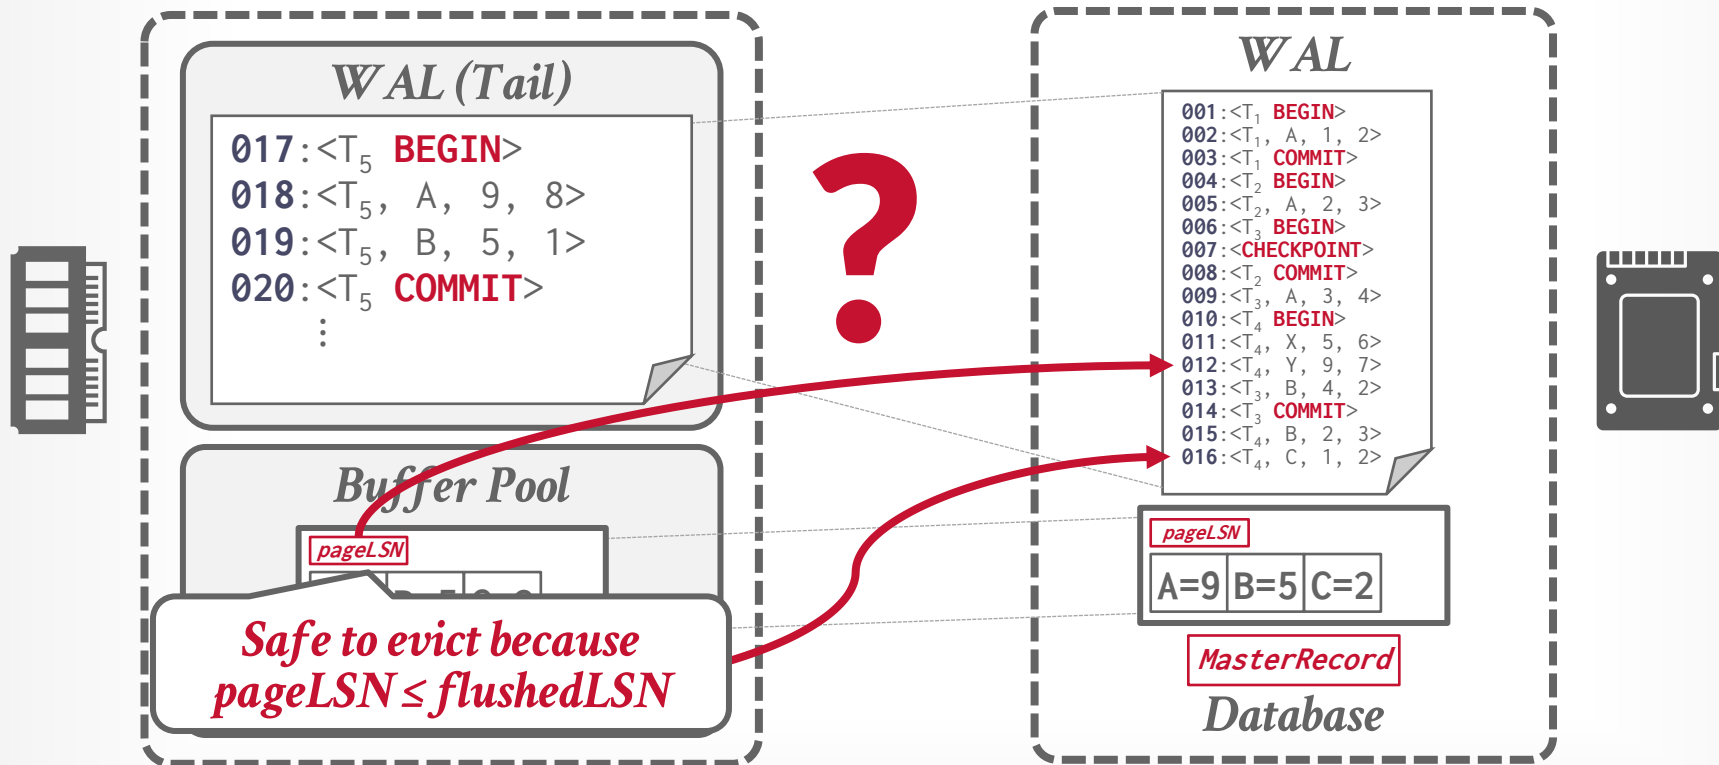 WAL (Tail)
017:<T5 BEGIN>
018:<T5, A, 9, 8>
019:<T5, B, 5, 1>
020:<T5 COMMIT>
⋮
Buffer Pool
pageLSN
Safe to evict because
pageLSN ≤ flushedLSN
?
WAL
001:<T1 BEGIN>
002:<T1, A, 1, 2>
003:<T1 COMMIT>
004:<T2 BEGIN>
005:<T2, A, 2, 3>
006:<T3 BEGIN>
007:<CHECKPOINT>
008:<T2 COMMIT>
009:<T3, A, 3, 4>
010:<T4 BEGIN>
011:<T4, X, 5, 6>
012:<T4, Y, 9, 7>
013:<T3, B, 4, 2>
014:<T3 COMMIT>
015:<T4, B, 2, 3>
016:<T4, C, 1, 2>
pageLSN
A=9 B=5 C=2
MasterRecord
Database